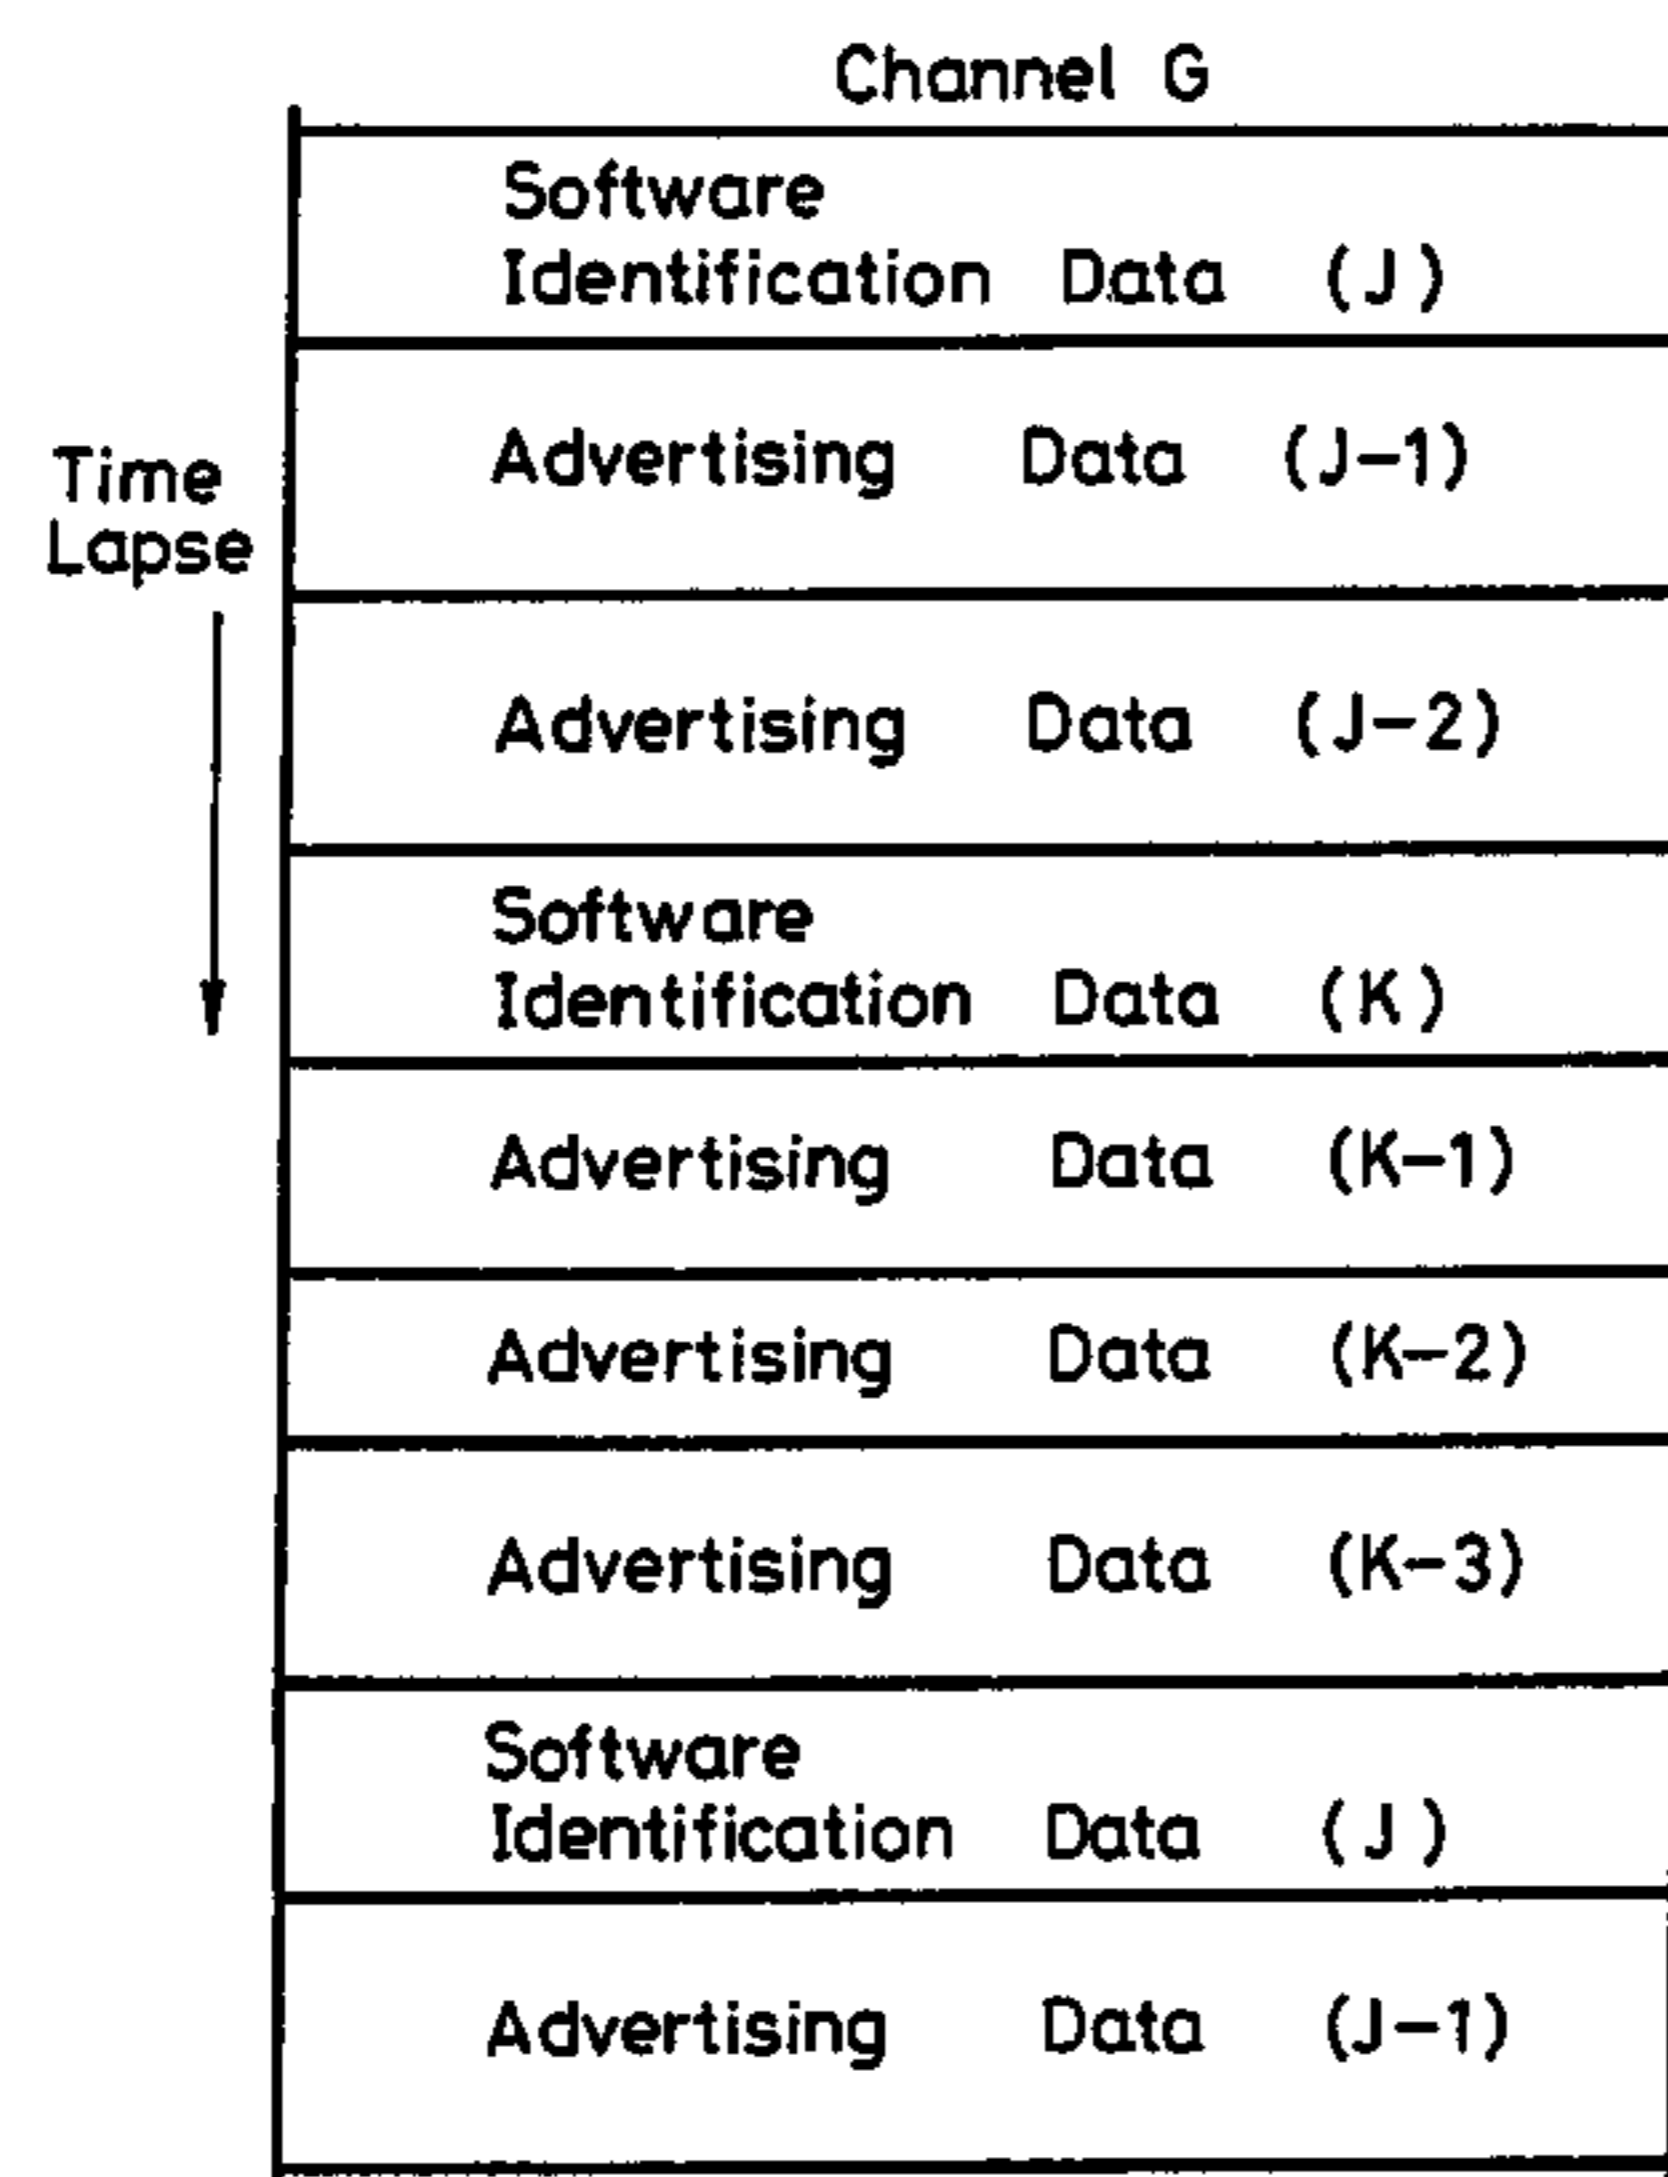 Channel G
Software
Identification Data (J)
Advertising Data (J-1)
Time
Lapse
Advertising Data (J-2)
Software
Identification Data (K)
Advertising Data (K-1)
Advertising Data (K-2)
Advertising Data (K-3)
Software
Identification Data (J)
Advertising Data (J-1)